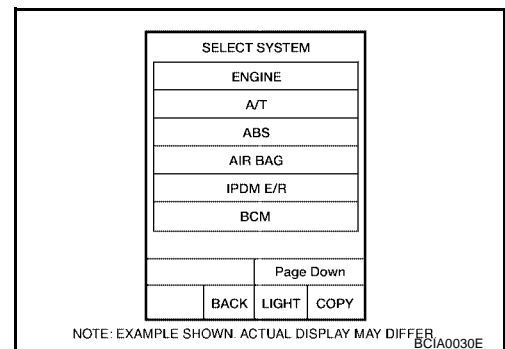 SELECT SYSTEM
ENGINE
A/T
ABS
AIR BAG
IPDM E/R
BCM
Page Down
BACK LIGHT COPY
NOTE: EXAMPLE SHOWN. ACTUAL DISPLAY MAY DIFFER
BCIA0030E